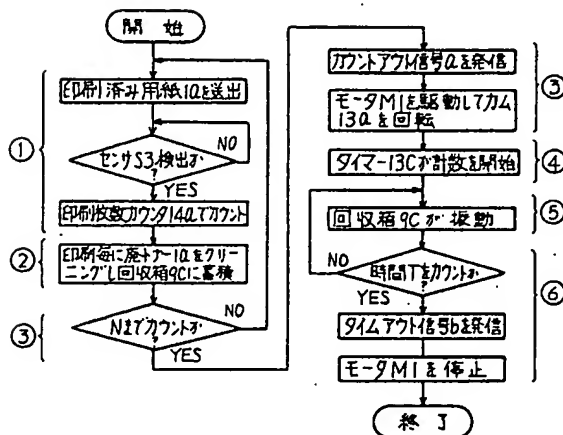 開始
①
印刷済み用紙1aを送出
センサS3検出か
?
NO
YES
印刷枚数カウンタ14aでカウント
②
印刷毎に廃トナー1aをクリー
ニングし回収箱9Cに蓄積
③
Nまでカウントか
?
NO
YES
カウントアウト信号aを発信
③
モータM1を駆動してカム
13aを回転
タイマー13Cが計数を開始
④
回収箱9Cが振動
⑤
NO
時間Tをカウントか
?
⑥
YES
タイムアウト信号bを発信
モータM1を停止
終了